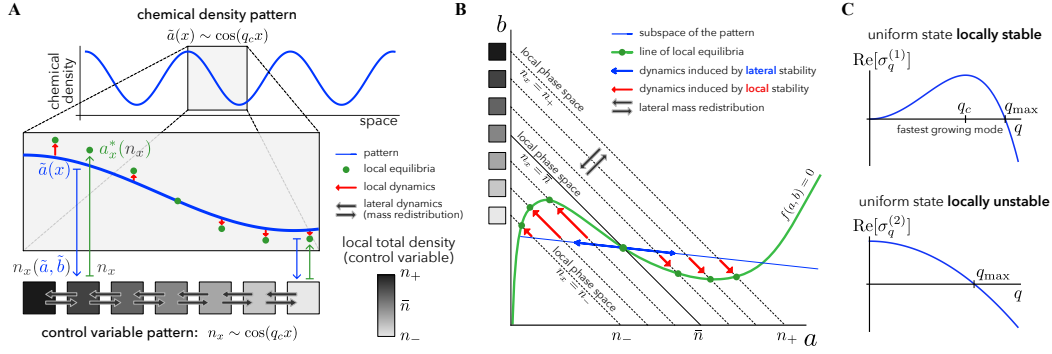 A
chemical density pattern
ã(x) ∼ cos(q_c x)
chemical
density
space
a*_x(n_x)
ã(x)
n_x(ã, b̃)
n_x
pattern
local equilibria
local dynamics
lateral dynamics
(mass redistribution)
local total density
(control variable)
n_+
n̄
n_−
control variable pattern: n_x ∼ cos(q_c x)
B
b
subspace of the pattern
line of local equilibria
dynamics induced by lateral stability
dynamics induced by local stability
lateral mass redistribution
local phase space
n_x = n_+
local phase space
n_x = n̄
local phase space
n_x = n_−
f(a, b) = 0
n_−
n̄
n_+
a
C
uniform state locally stable
Re[σ_q^(1)]
q_c
q_max
q
fastest growing mode
uniform state locally unstable
Re[σ_q^(2)]
q_max
q